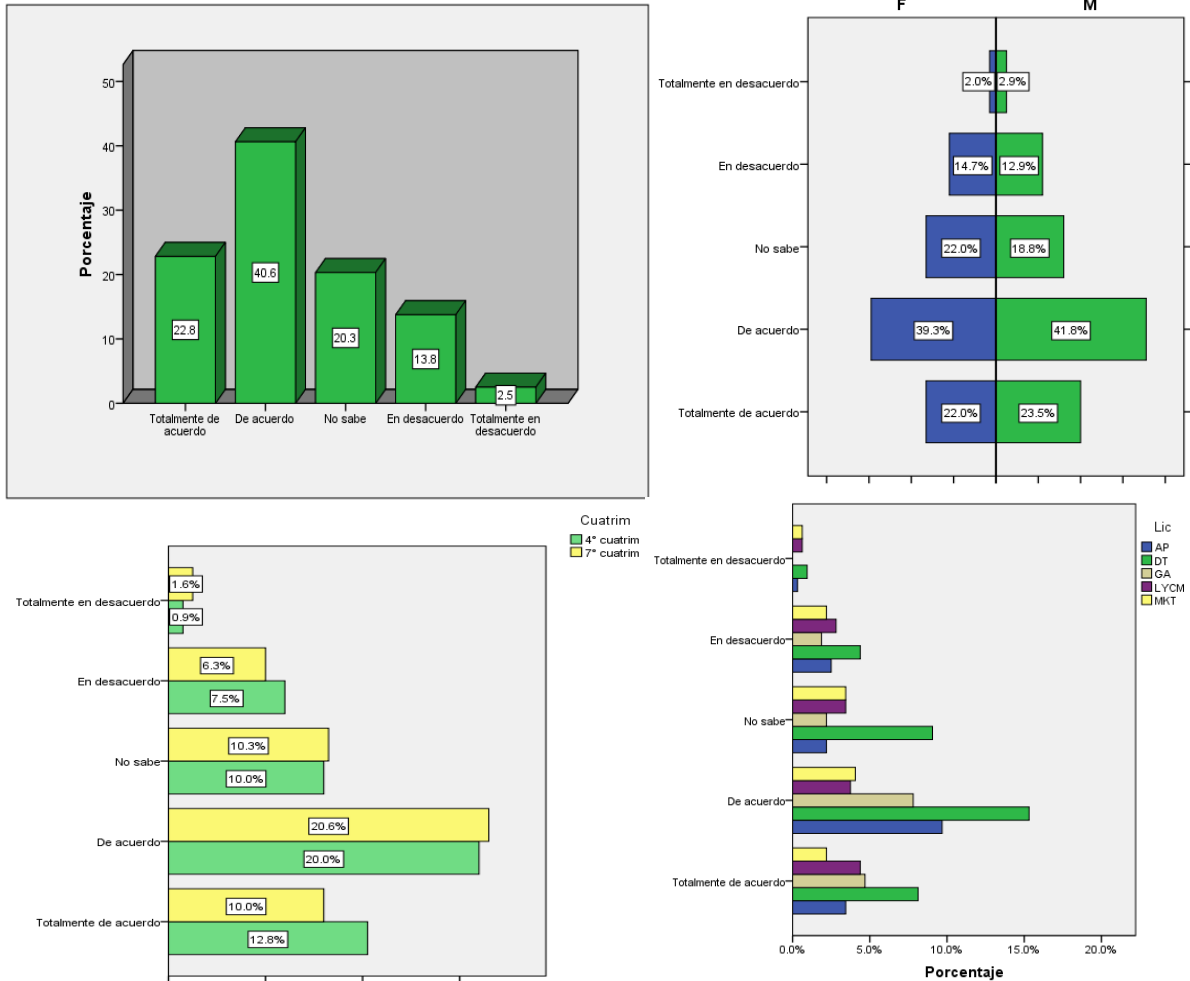 50
40
30
20
10
0
Porcentaje
22.8
40.6
20.3
13.8
2.5
Totalmente de
acuerdo
De acuerdo
No sabe
En desacuerdo
Totalmente en
desacuerdo
F
M
Totalmente en desacuerdo
2.0%
2.9%
En desacuerdo
14.7%
12.9%
No sabe
22.0%
18.8%
De acuerdo
39.3%
41.8%
Totalmente de acuerdo
22.0%
23.5%
Cuatrim
4° cuatrim
7° cuatrim
Totalmente en desacuerdo
1.6%
0.9%
En desacuerdo
6.3%
7.5%
No sabe
10.3%
10.0%
De acuerdo
20.6%
20.0%
Totalmente de acuerdo
10.0%
12.8%
Lic
AP
DT
GA
LYCM
MKT
Totalmente en desacuerdo
En desacuerdo
No sabe
De acuerdo
Totalmente de acuerdo
0.0%
5.0%
10.0%
15.0%
20.0%
Porcentaje